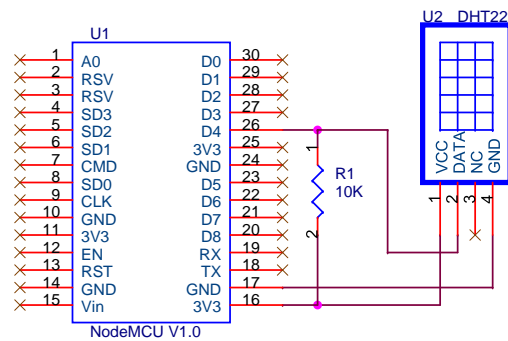 U1
U2 DHT22
1 A0 D0 30
2 RSV D1 29
3 RSV D2 28
4 SD3 D3 27
5 SD2 D4 26
6 SD1 3V3 25
7 CMD GND 24
8 SD0 D5 23
9 CLK D6 22
10 GND D7 21
11 3V3 D8 20
12 EN RX 19
13 RST TX 18
14 GND GND 17
15 Vin 3V3 16
NodeMCU V1.0
1
R1
10K
2
VCC
DATA
NC
GND
1
2
3
4